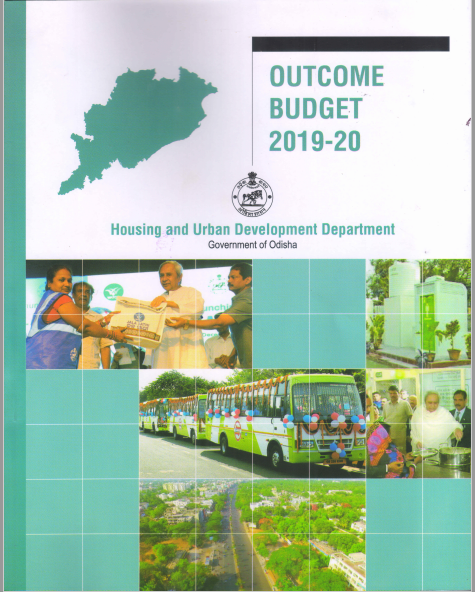 OUTCOME
BUDGET
2019-20
Housing and Urban Development Department
Government of Odisha